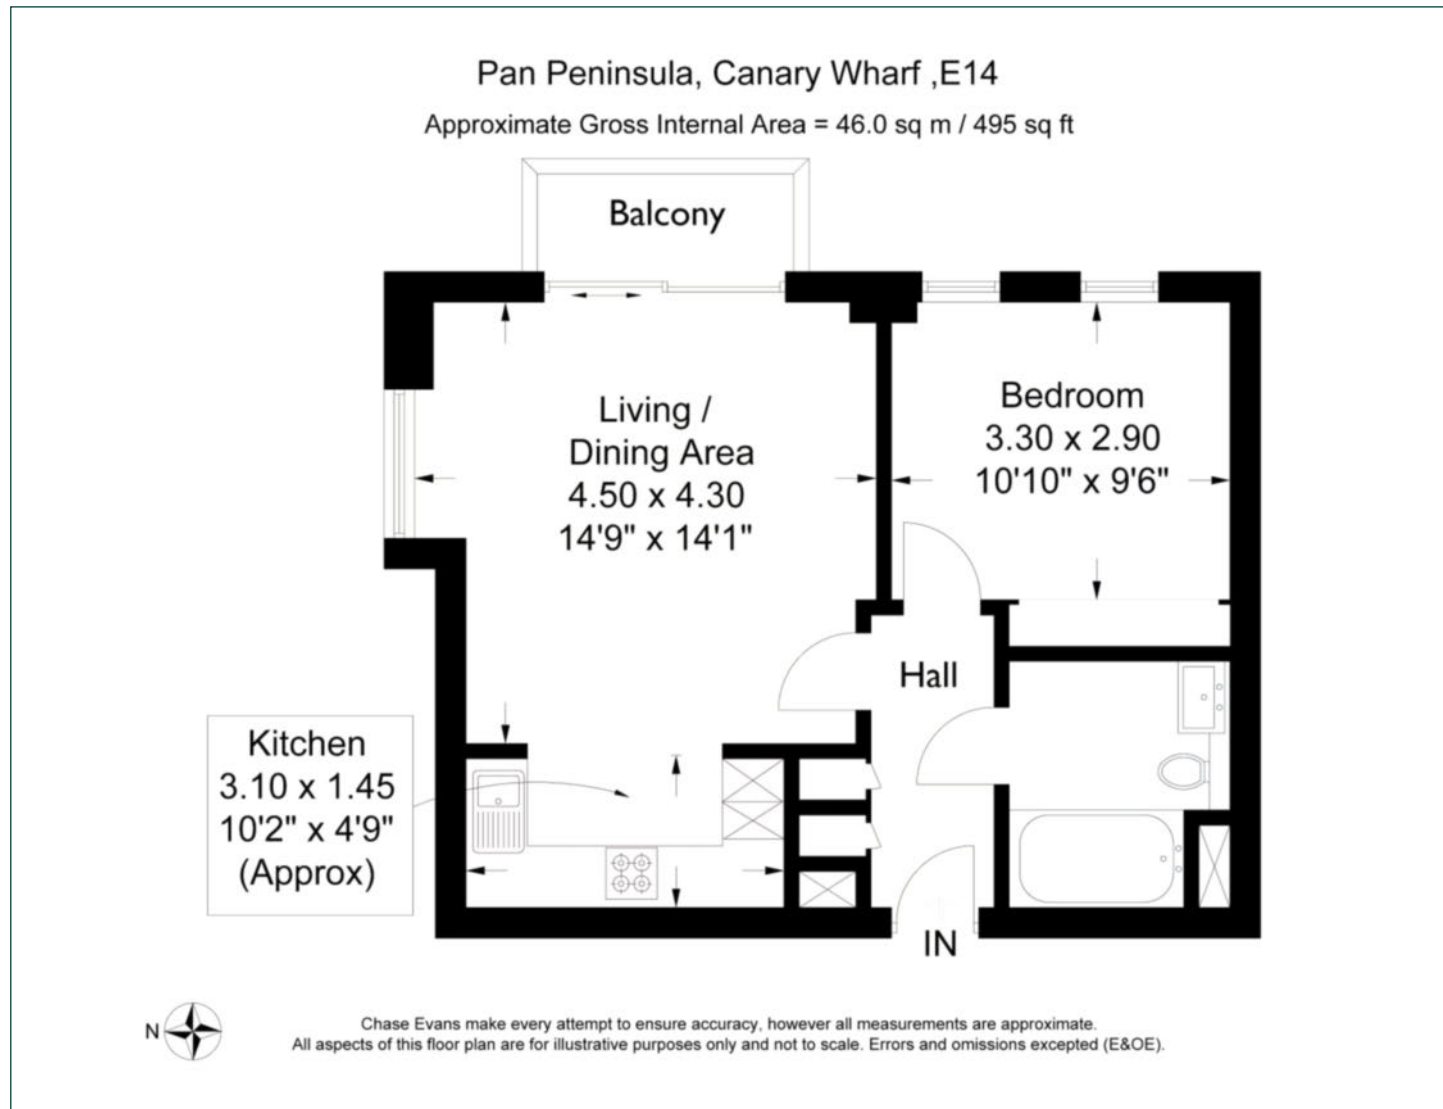 Pan Peninsula, Canary Wharf ,E14
Approximate Gross Internal Area = 46.0 sq m / 495 sq ft
Balcony
Living /
Dining Area
4.50 x 4.30
14'9" x 14'1"
Bedroom
3.30 x 2.90
10'10" x 9'6"
Hall
Kitchen
3.10 x 1.45
10'2" x 4'9"
(Approx)
IN
N
Chase Evans make every attempt to ensure accuracy, however all measurements are approximate.
All aspects of this floor plan are for illustrative purposes only and not to scale. Errors and omissions excepted (E&OE).